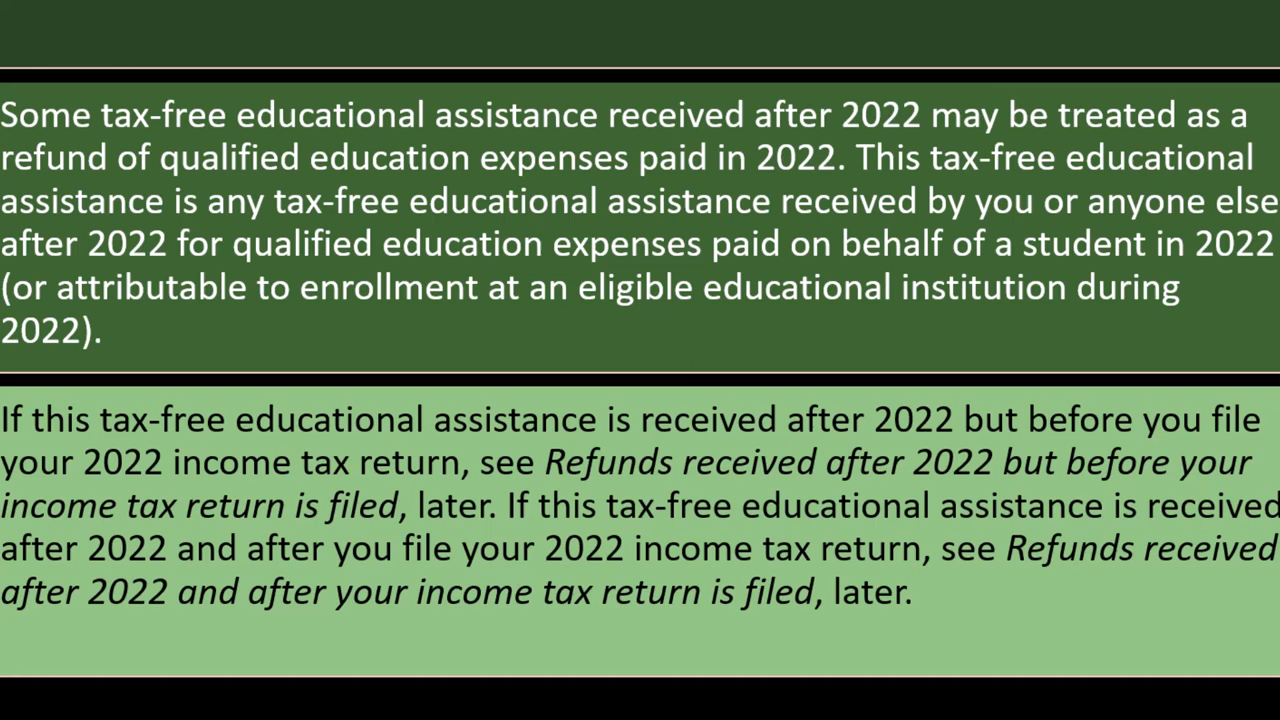 Some tax-free educational assistance received after 2022 may be treated as a
refund of qualified education expenses paid in 2022. This tax-free educational
assistance is any tax-free educational assistance received by you or anyone else
after 2022 for qualified education expenses paid on behalf of a student in 2022
(or attributable to enrollment at an eligible educational institution during
2022).
If this tax-free educational assistance is received after 2022 but before you file
your 2022 income tax return, see Refunds received after 2022 but before your
income tax return is filed, later. If this tax-free educational assistance is received
after 2022 and after you file your 2022 income tax return, see Refunds received
after 2022 and after your income tax return is filed, later.